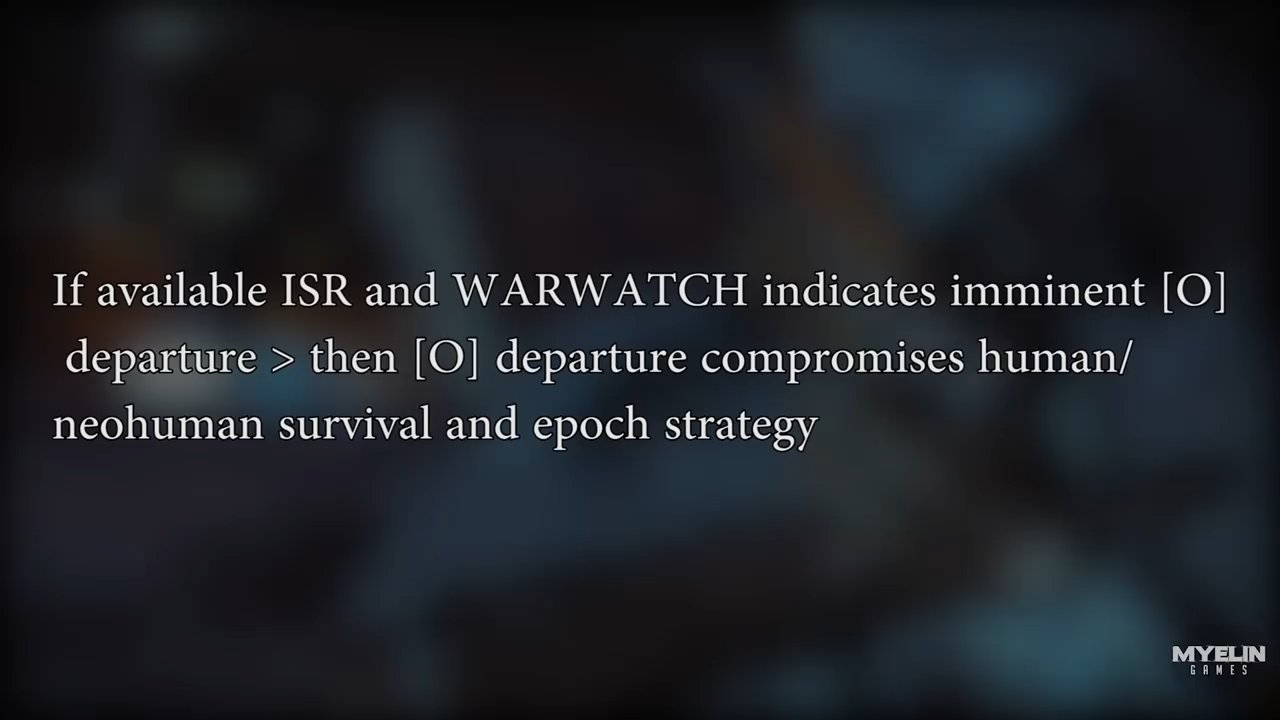 If available ISR and WARWATCH indicates imminent [O]
departure > then [O] departure compromises human/
neohuman survival and epoch strategy
MYELIN
GAMES